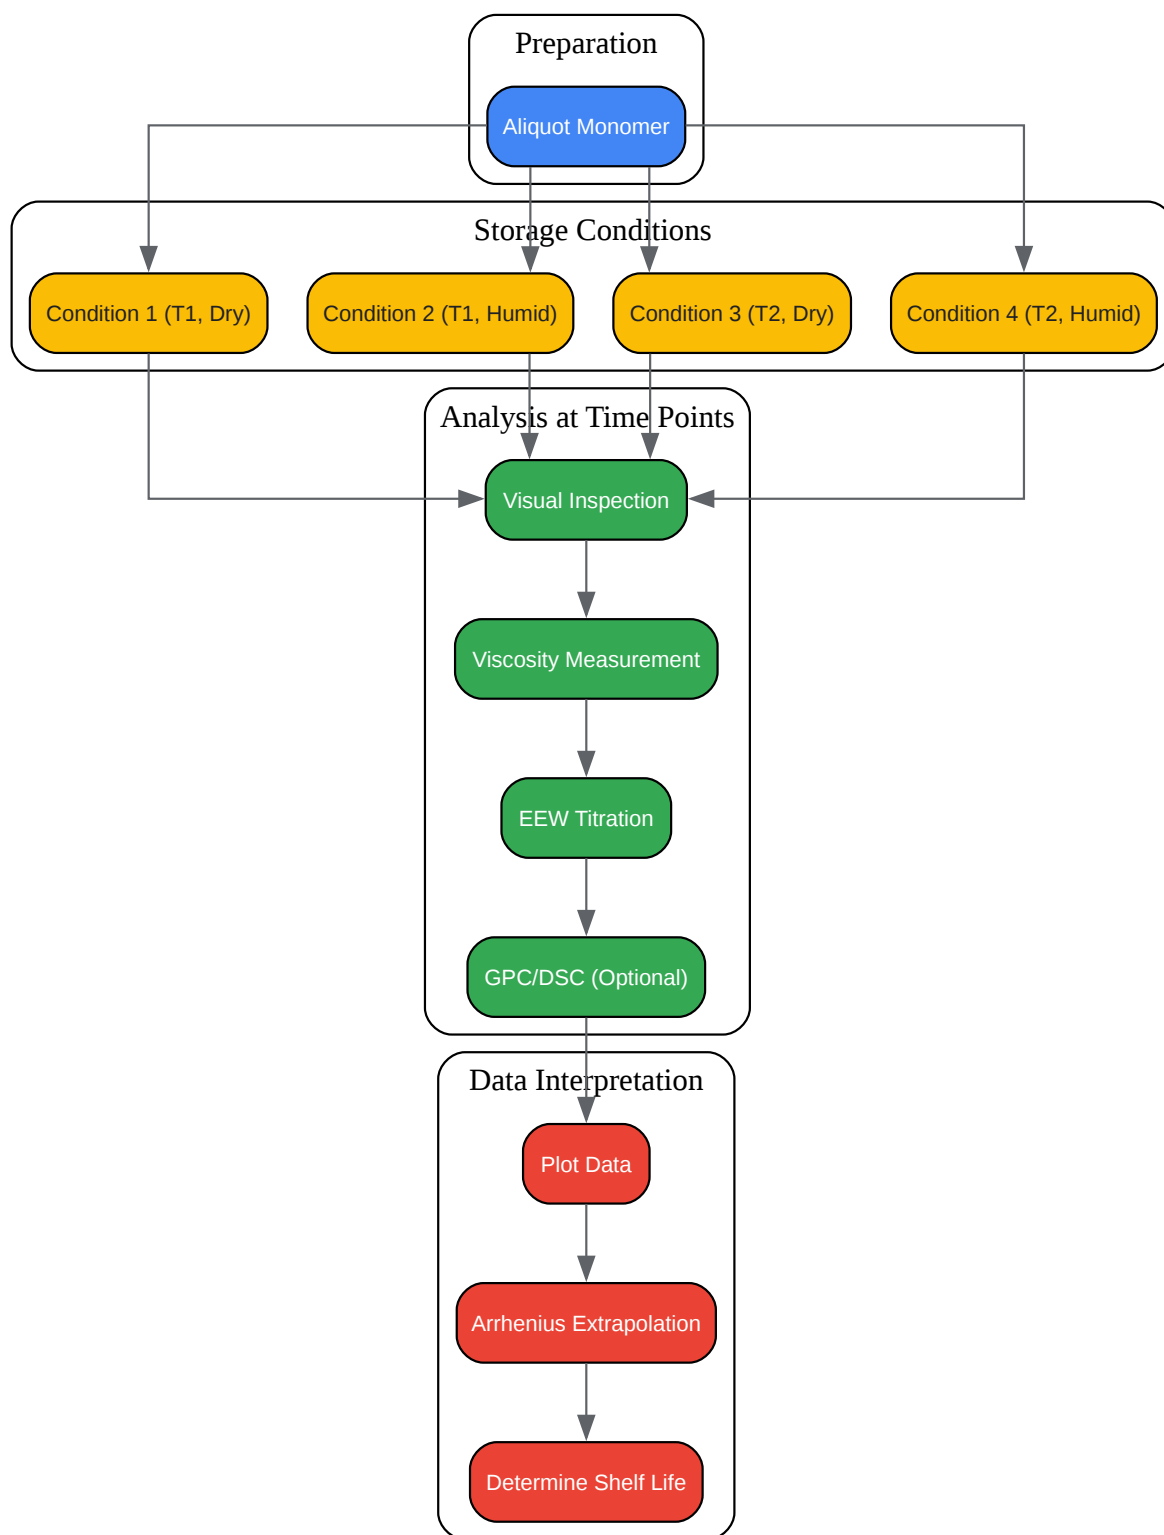 Preparation
Aliquot Monomer
Storage Conditions
Condition 1 (T1, Dry)
Condition 2 (T1, Humid)
Condition 3 (T2, Dry)
Condition 4 (T2, Humid)
Analysis at Time Points
Visual Inspection
Viscosity Measurement
EEW Titration
GPC/DSC (Optional)
Data Interpretation
Plot Data
Arrhenius Extrapolation
Determine Shelf Life